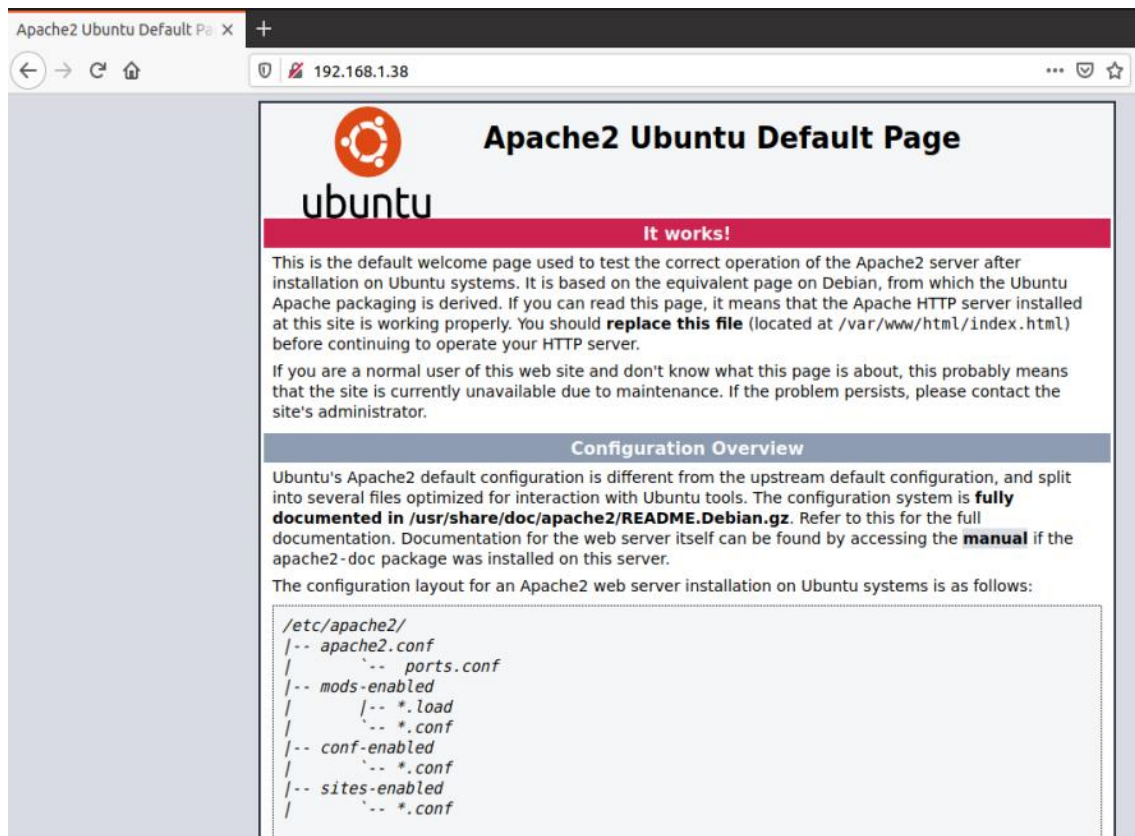 Apache2 Ubuntu Default Pa
192.168.1.38
ubuntu
Apache2 Ubuntu Default Page
It works!
This is the default welcome page used to test the correct operation of the Apache2 server after
installation on Ubuntu systems. It is based on the equivalent page on Debian, from which the Ubuntu
Apache packaging is derived. If you can read this page, it means that the Apache HTTP server installed
at this site is working properly. You should replace this file (located at /var/www/html/index.html)
before continuing to operate your HTTP server.
If you are a normal user of this web site and don't know what this page is about, this probably means
that the site is currently unavailable due to maintenance. If the problem persists, please contact the
site's administrator.
Configuration Overview
Ubuntu's Apache2 default configuration is different from the upstream default configuration, and split
into several files optimized for interaction with Ubuntu tools. The configuration system is fully
documented in /usr/share/doc/apache2/README.Debian.gz. Refer to this for the full
documentation. Documentation for the web server itself can be found by accessing the manual if the
apache2-doc package was installed on this server.
The configuration layout for an Apache2 web server installation on Ubuntu systems is as follows:
/etc/apache2/
|-- apache2.conf
|       `--  ports.conf
|-- mods-enabled
|       |-- *.load
|       `-- *.conf
|-- conf-enabled
|       `-- *.conf
|-- sites-enabled
|       `-- *.conf